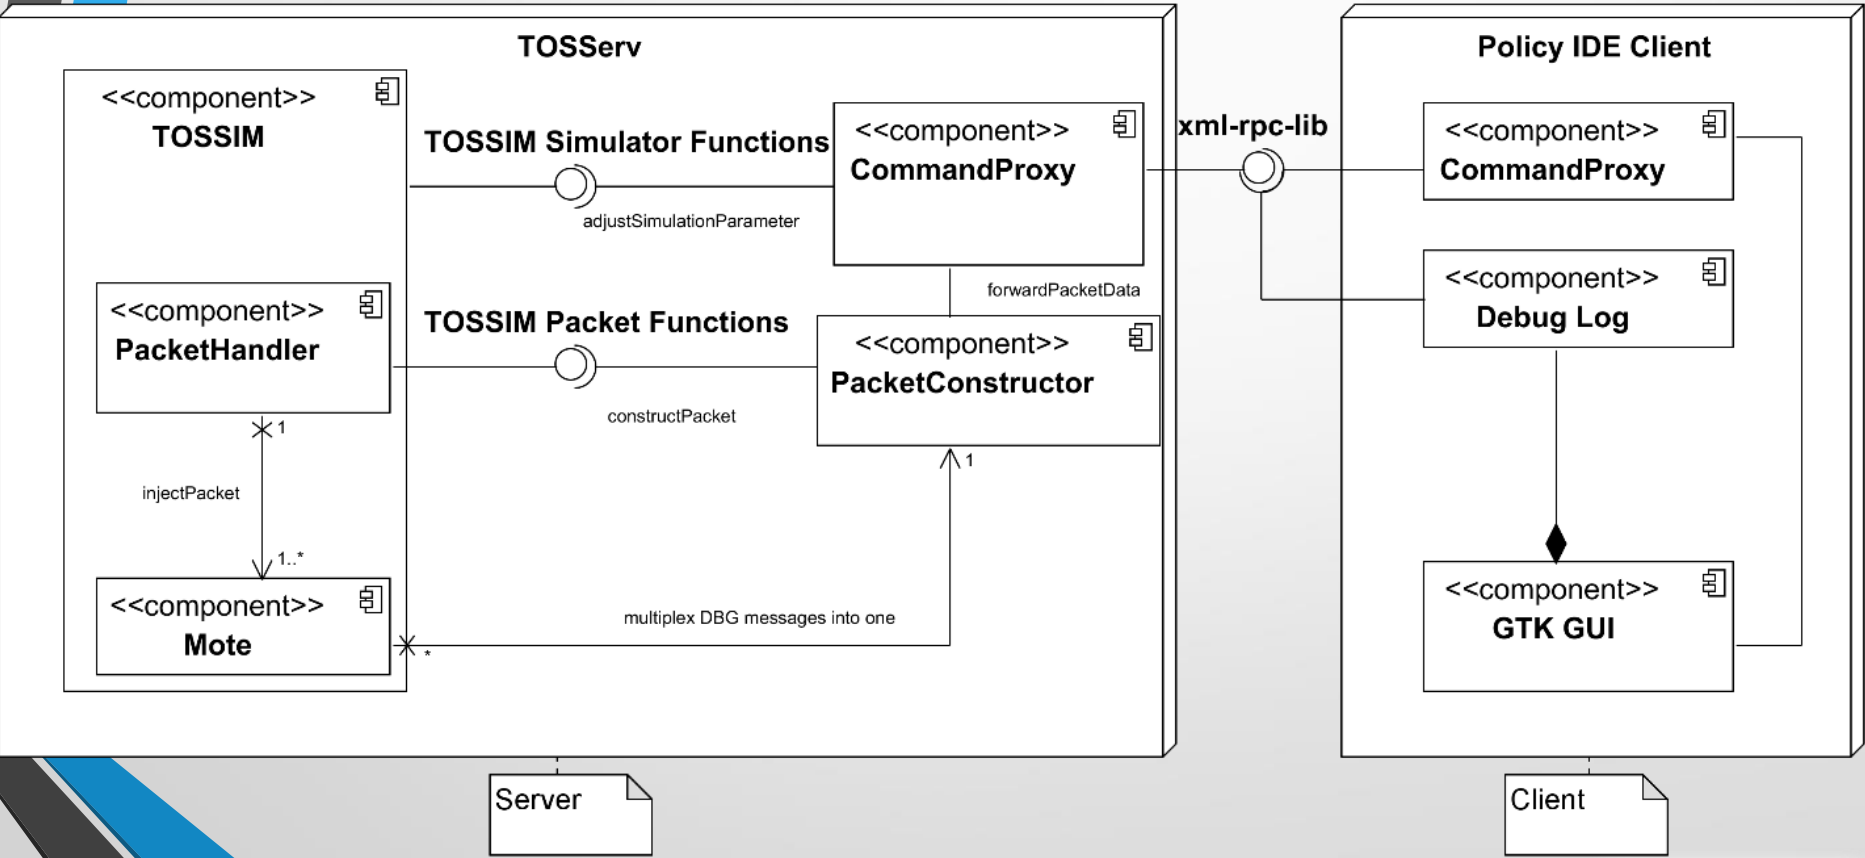 TOSServ
<<component>>
TOSSIM
TOSSIM Simulator Functions
adjustSimulationParameter
<<component>>
CommandProxy
forwardPacketData
<<component>>
PacketHandler
TOSSIM Packet Functions
constructPacket
<<component>>
PacketConstructor
1
injectPacket
1..*
1
<<component>>
Mote
*
multiplex DBG messages into one
xml-rpc-lib
Policy IDE Client
<<component>>
CommandProxy
<<component>>
Debug Log
<<component>>
GTK GUI
Server
Client